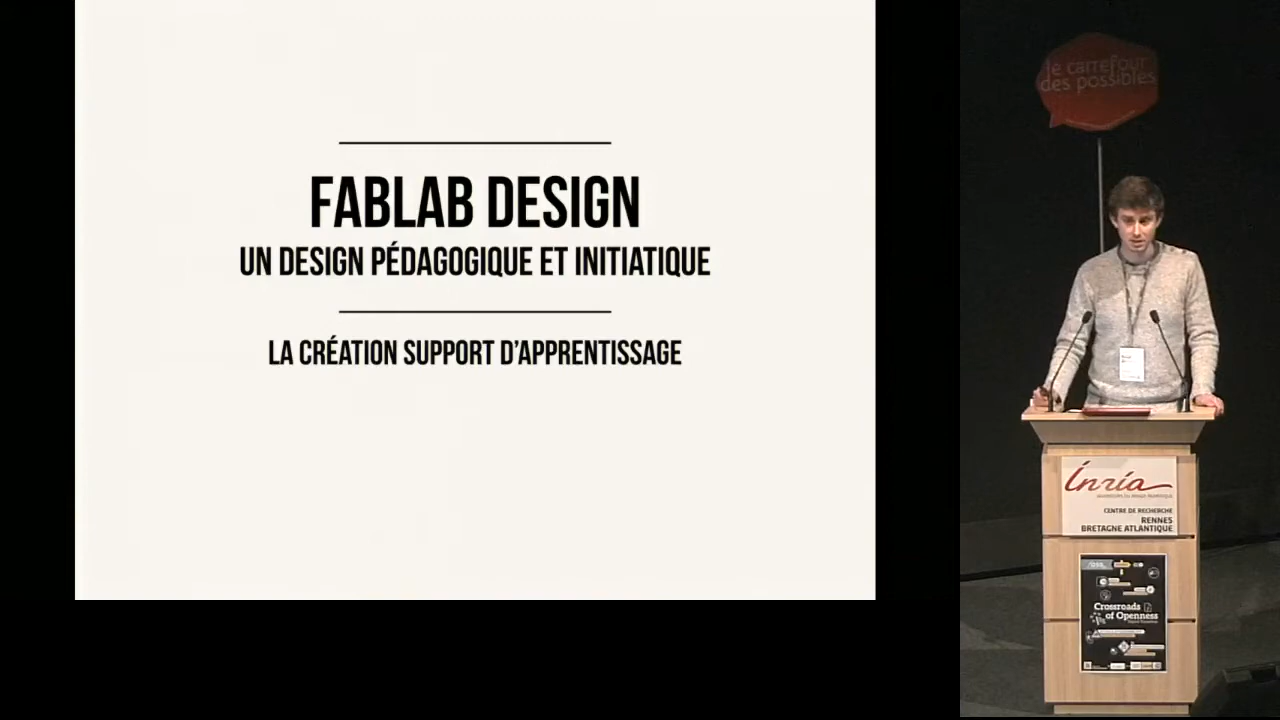 FABLAB DESIGN
UN DESIGN PÉDAGOGIQUE ET INITIATIQUE
LA CRÉATION SUPPORT D'APPRENTISSAGE
le carrefour
des possibles
Inria
CENTRE DE RECHERCHE
RENNES
BRETAGNE ATLANTIQUE
Crossroads
of Openness